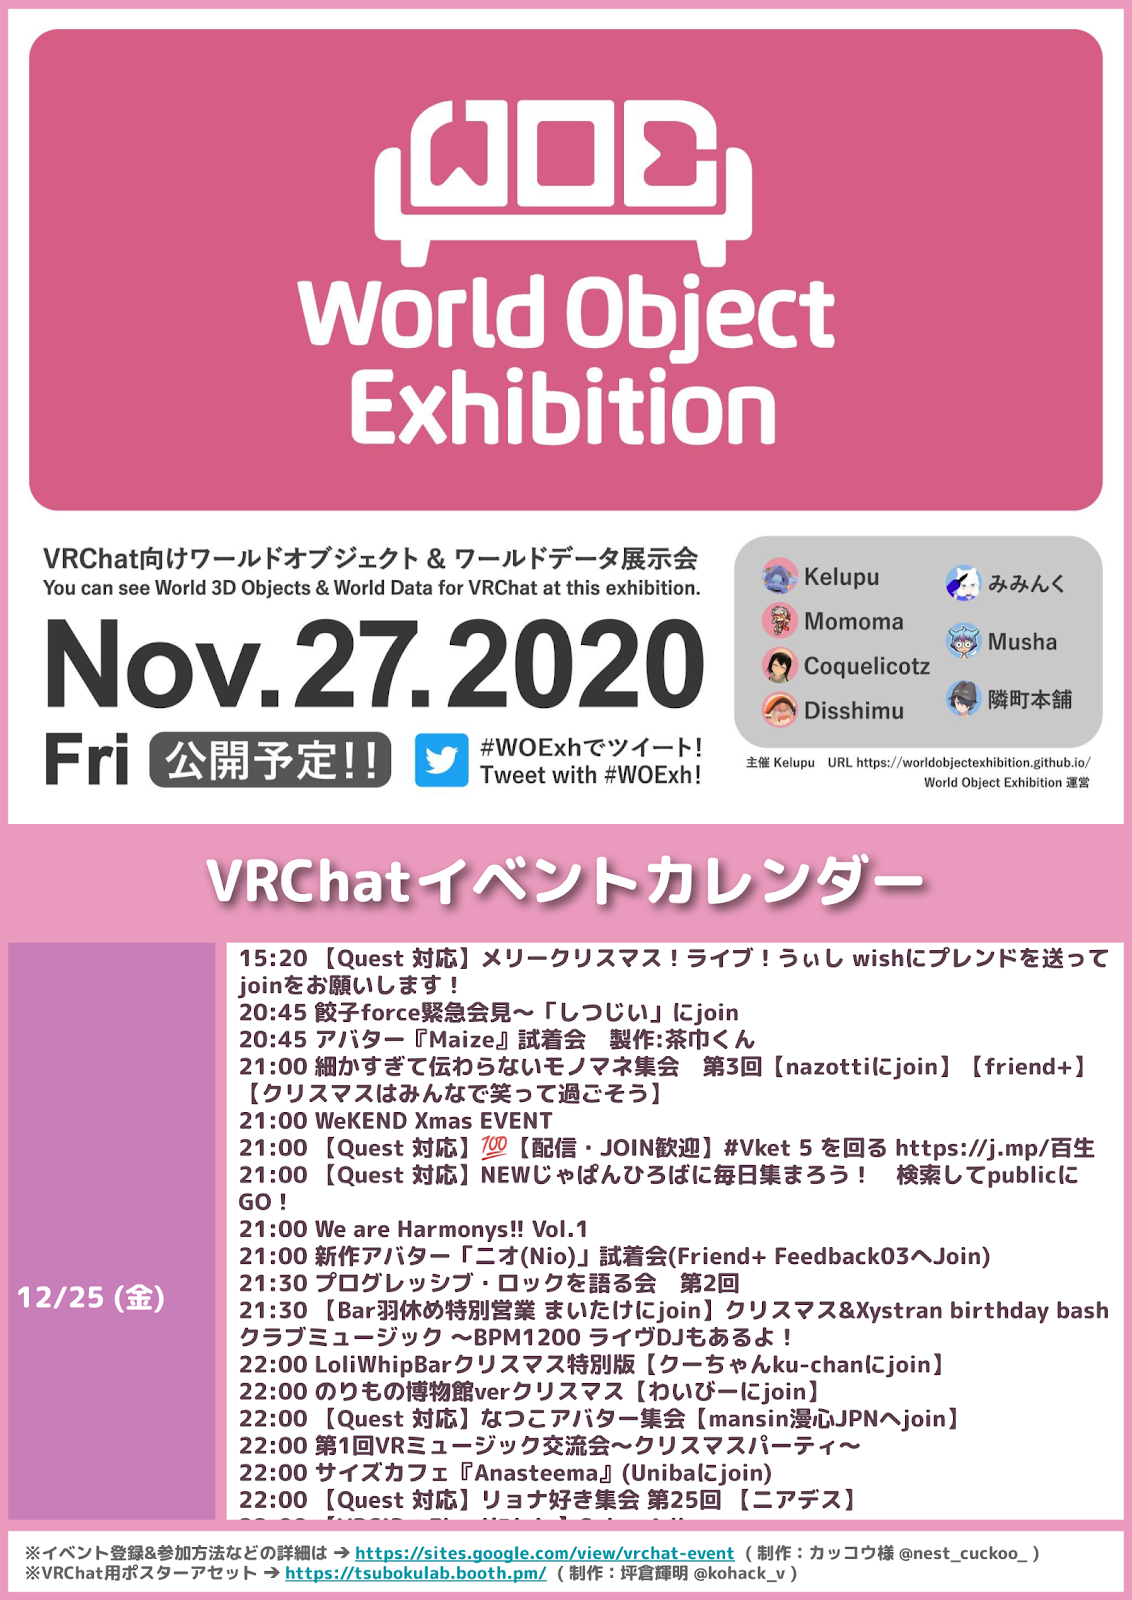 WOE
World Object
Exhibition
VRChat向けワールドオブジェクト & ワールドデータ展示会
You can see World 3D Objects & World Data for VRChat at this exhibition.
Nov.27.2020
Fri 公開予定!!
#WOExhでツイート!
Tweet with #WOExh!
Kelupu
Momoma
Coquelicotz
Disshimu
みみんく
Musha
隣町本舗
主催 Kelupu URL https://worldobjectexhibition.github.io/
World Object Exhibition 運営
VRChatイベントカレンダー
12/25 (金)
15:20 【Quest 対応】メリークリスマス！ライブ！うぃし wishにプレンドを送って
joinをお願いします！
20:45 餃子force緊急会見～「しつじぃ」にjoin
20:45 アバター『Maize』試着会　製作:茶巾くん
21:00 細かすぎて伝わらないモノマネ集会　第3回【nazottiにjoin】【friend+】
【クリスマスはみんなで笑って過ごそう】
21:00 WeKEND Xmas EVENT
21:00 【Quest 対応】💯【配信・JOIN歓迎】#Vket 5 を回る https://j.mp/百生
21:00 【Quest 対応】NEWじゃぱんひろばに毎日集まろう！　検索してpublicに
GO！
21:00 We are Harmonys!! Vol.1
21:00 新作アバター「ニオ(Nio)」試着会(Friend+ Feedback03へJoin)
21:30 プログレッシブ・ロックを語る会　第2回
21:30 【Bar羽休め特別営業 まいたけにjoin】クリスマス&Xystran birthday bash
クラブミュージック ～BPM1200 ライヴDJもあるよ！
22:00 LoliWhipBarクリスマス特別版【クーちゃんku-chanにjoin】
22:00 のりもの博物館verクリスマス【わいびーにjoin】
22:00 【Quest 対応】なつこアバター集会【mansin漫心JPNへjoin】
22:00 第1回VRミュージック交流会～クリスマスパーティ～
22:00 サイズカフェ『Anasteema』(Unibaにjoin)
22:00 【Quest 対応】リョナ好き集会 第25回 【ニアデス】
※イベント登録&参加方法などの詳細は ➔ https://sites.google.com/view/vrchat-event ( 制作：カッコウ様 @nest_cuckoo_ )
※VRChat用ポスターアセット ➔ https://tsubokulab.booth.pm/ ( 制作：坪倉輝明 @kohack_v )